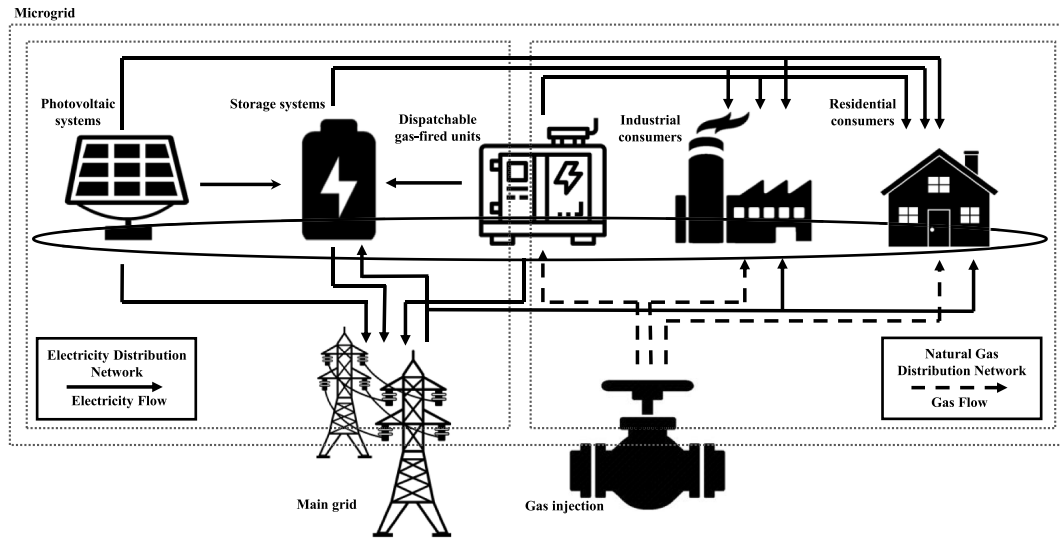 Microgrid
Photovoltaic
systems
Storage systems
Dispatchable
gas-fired units
Industrial
consumers
Residential
consumers
Electricity Distribution
Network
Electricity Flow
Natural Gas
Distribution Network
Gas Flow
Main grid
Gas injection